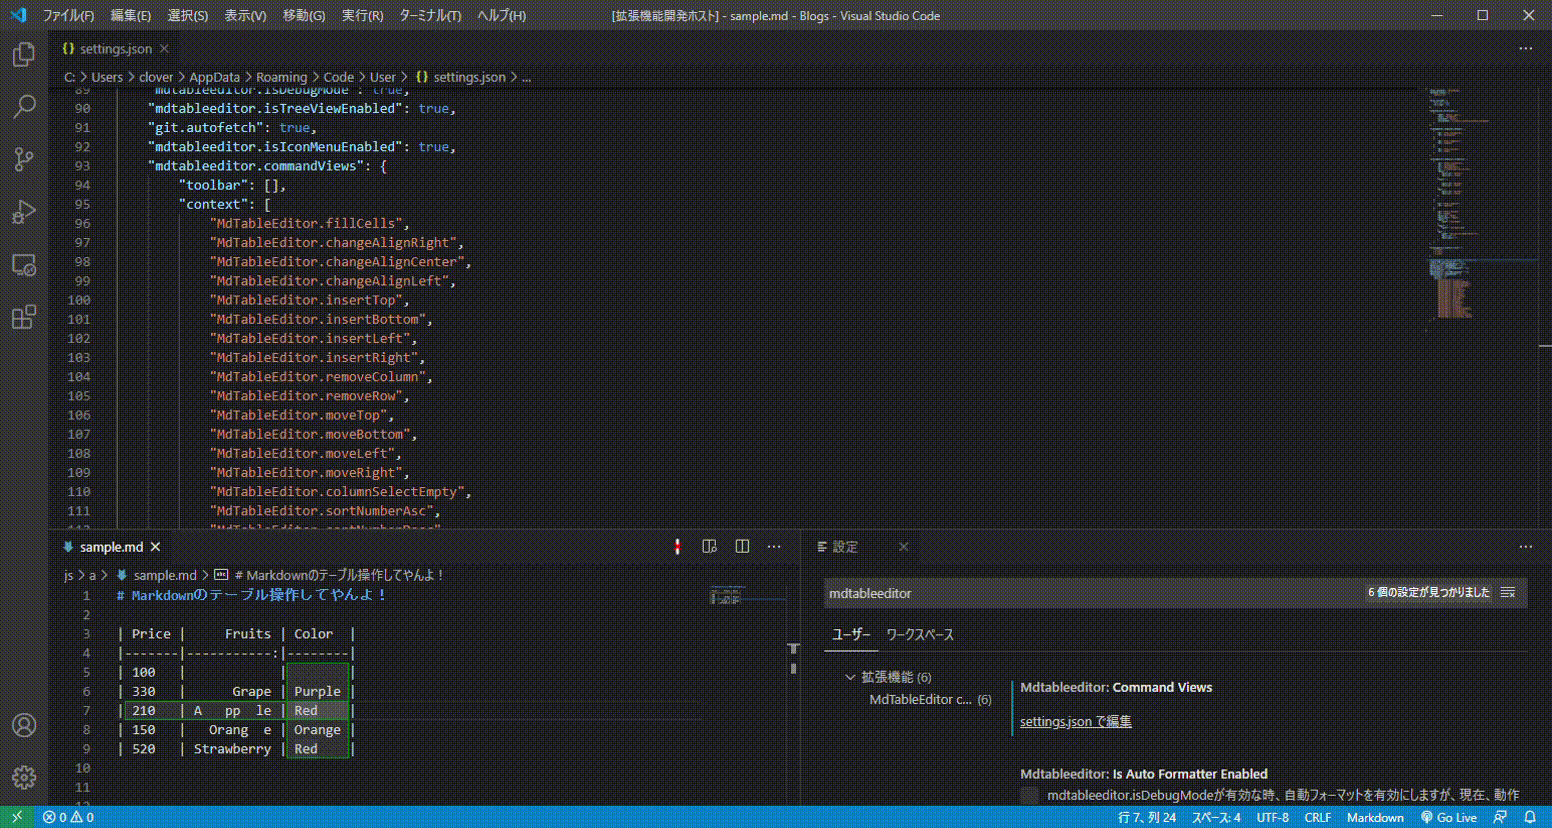 ファイル(F) 編集(E) 選択(S) 表示(V) 移動(G) 実行(R) ターミナル(T) ヘルプ(H) [拡張機能開発ホスト] - sample.md - Blogs - Visual Studio Code
{} settings.json
C: > Users > clover > AppData > Roaming > Code > User > {} settings.json > ...
89 "mdtableeditor.isDebugMode": true,
90 "mdtableeditor.isTreeViewEnabled": true,
91 "git.autofetch": true,
92 "mdtableeditor.isIconMenuEnabled": true,
93 "mdtableeditor.commandViews": {
94 "toolbar": [],
95 "context": [
96 "MdTableEditor.fillCells",
97 "MdTableEditor.changeAlignRight",
98 "MdTableEditor.changeAlignCenter",
99 "MdTableEditor.changeAlignLeft",
100 "MdTableEditor.insertTop",
101 "MdTableEditor.insertBottom",
102 "MdTableEditor.insertLeft",
103 "MdTableEditor.insertRight",
104 "MdTableEditor.removeColumn",
105 "MdTableEditor.removeRow",
106 "MdTableEditor.moveTop",
107 "MdTableEditor.moveBottom",
108 "MdTableEditor.moveLeft",
109 "MdTableEditor.moveRight",
110 "MdTableEditor.columnSelectEmpty",
111 "MdTableEditor.sortNumberAsc",
sample.md
js > a > sample.md > abc # Markdownのテーブル操作してやんよ！
1 # Markdownのテーブル操作してやんよ！
2
3 | Price |     Fruits | Color  |
4 |-------|-----------:|--------|
5 | 100   |            |        |
6 | 330   |      Grape | Purple |
7 | 210   | A   pp  le | Red    |
8 | 150   |   Orang  e | Orange |
9 | 520   | Strawberry | Red    |
10
11
設定
mdtableeditor 6 個の設定が見つかりました
ユーザー ワークスペース
拡張機能 (6)
MdTableEditor c... (6)
Mdtableeditor: Command Views
settings.json で編集
Mdtableeditor: Is Auto Formatter Enabled
mdtableeditor.isDebugModeが有効な時、自動フォーマットを有効にしますが、現在、動作
0 0 行 7、列 24 スペース: 4 UTF-8 CRLF Markdown Go Live